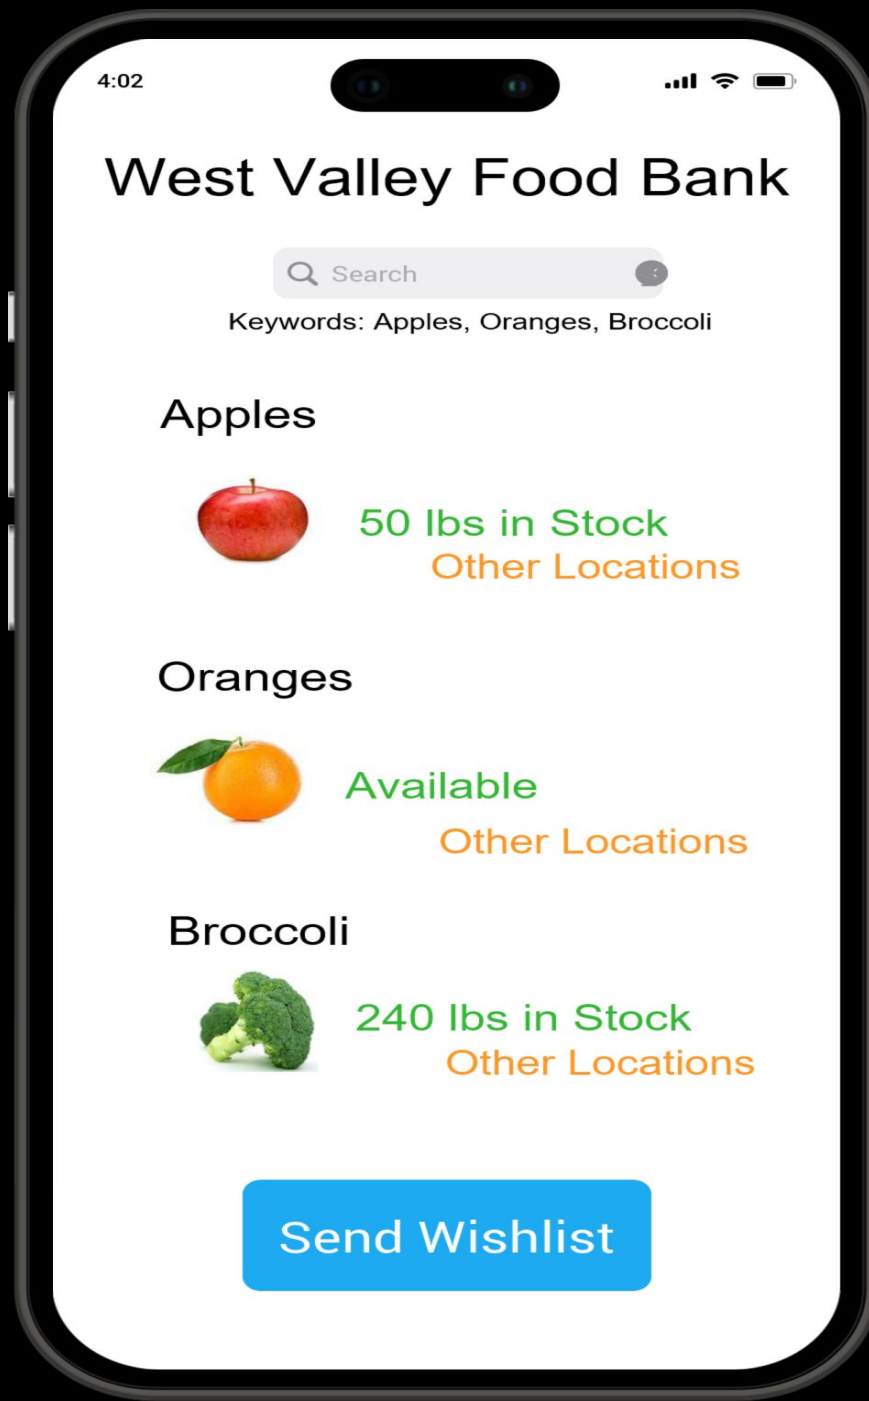 4:02
West Valley Food Bank
Search
Keywords: Apples, Oranges, Broccoli
Apples
50 lbs in Stock
Other Locations
Oranges
Available
Other Locations
Broccoli
240 lbs in Stock
Other Locations
Send Wishlist